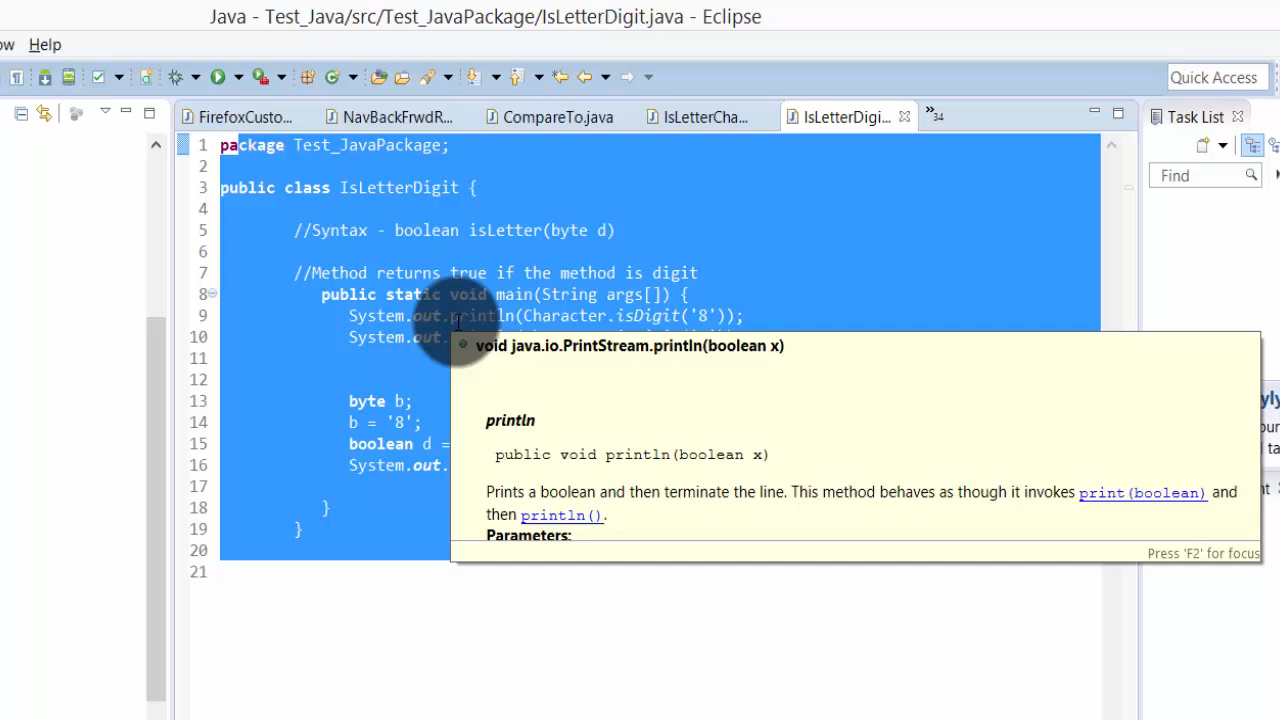 Java - Test_Java/src/Test_JavaPackage/IsLetterDigit.java - Eclipse
ow Help
Quick Access
FirefoxCusto... NavBackFrwdR... CompareTo.java IsLetterCha... IsLetterDigi... »34
Task List
Find
1 package Test_JavaPackage;
2
3 public class IsLetterDigit {
4
5 //Syntax - boolean isLetter(byte d)
6
7 //Method returns true if the method is digit
8 public static void main(String args[]) {
9 System.out.println(Character.isDigit('8'));
10 System.out.
11
12
13 byte b;
14 b = '8';
15 boolean d =
16 System.out.
17
18 }
19 }
20
21
void java.io.PrintStream.println(boolean x)
println
public void println(boolean x)
Prints a boolean and then terminate the line. This method behaves as though it invokes print(boolean) and
then println().
Parameters:
Press 'F2' for focus